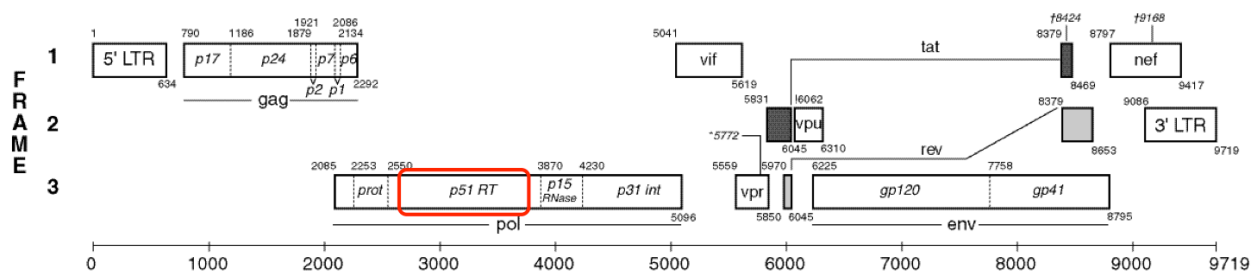 FRAME
1
1
5' LTR
634
790
1186
1921
1879
2086
2134
p17
p24
p7
p6
p2
p1
2292
gag
5041
vif
5619
tat
†8424
8379
8469
8797
†9168
nef
9417
2
5831
6045
†6062
vpu
6310
*5772
rev
8379
8653
9086
3' LTR
9719
3
2085
2253
2550
3870
4230
prot
p51 RT
p15
RNase
p31 int
5096
pol
5559
vpr
5850
5970
6045
6225
7758
gp120
gp41
8795
env
0 1000 2000 3000 4000 5000 6000 7000 8000 9000 9719